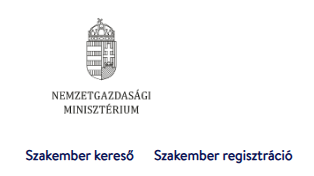 NEMZETGAZDASÁGI
MINISZTÉRIUM
Szakember kereső Szakember regisztráció